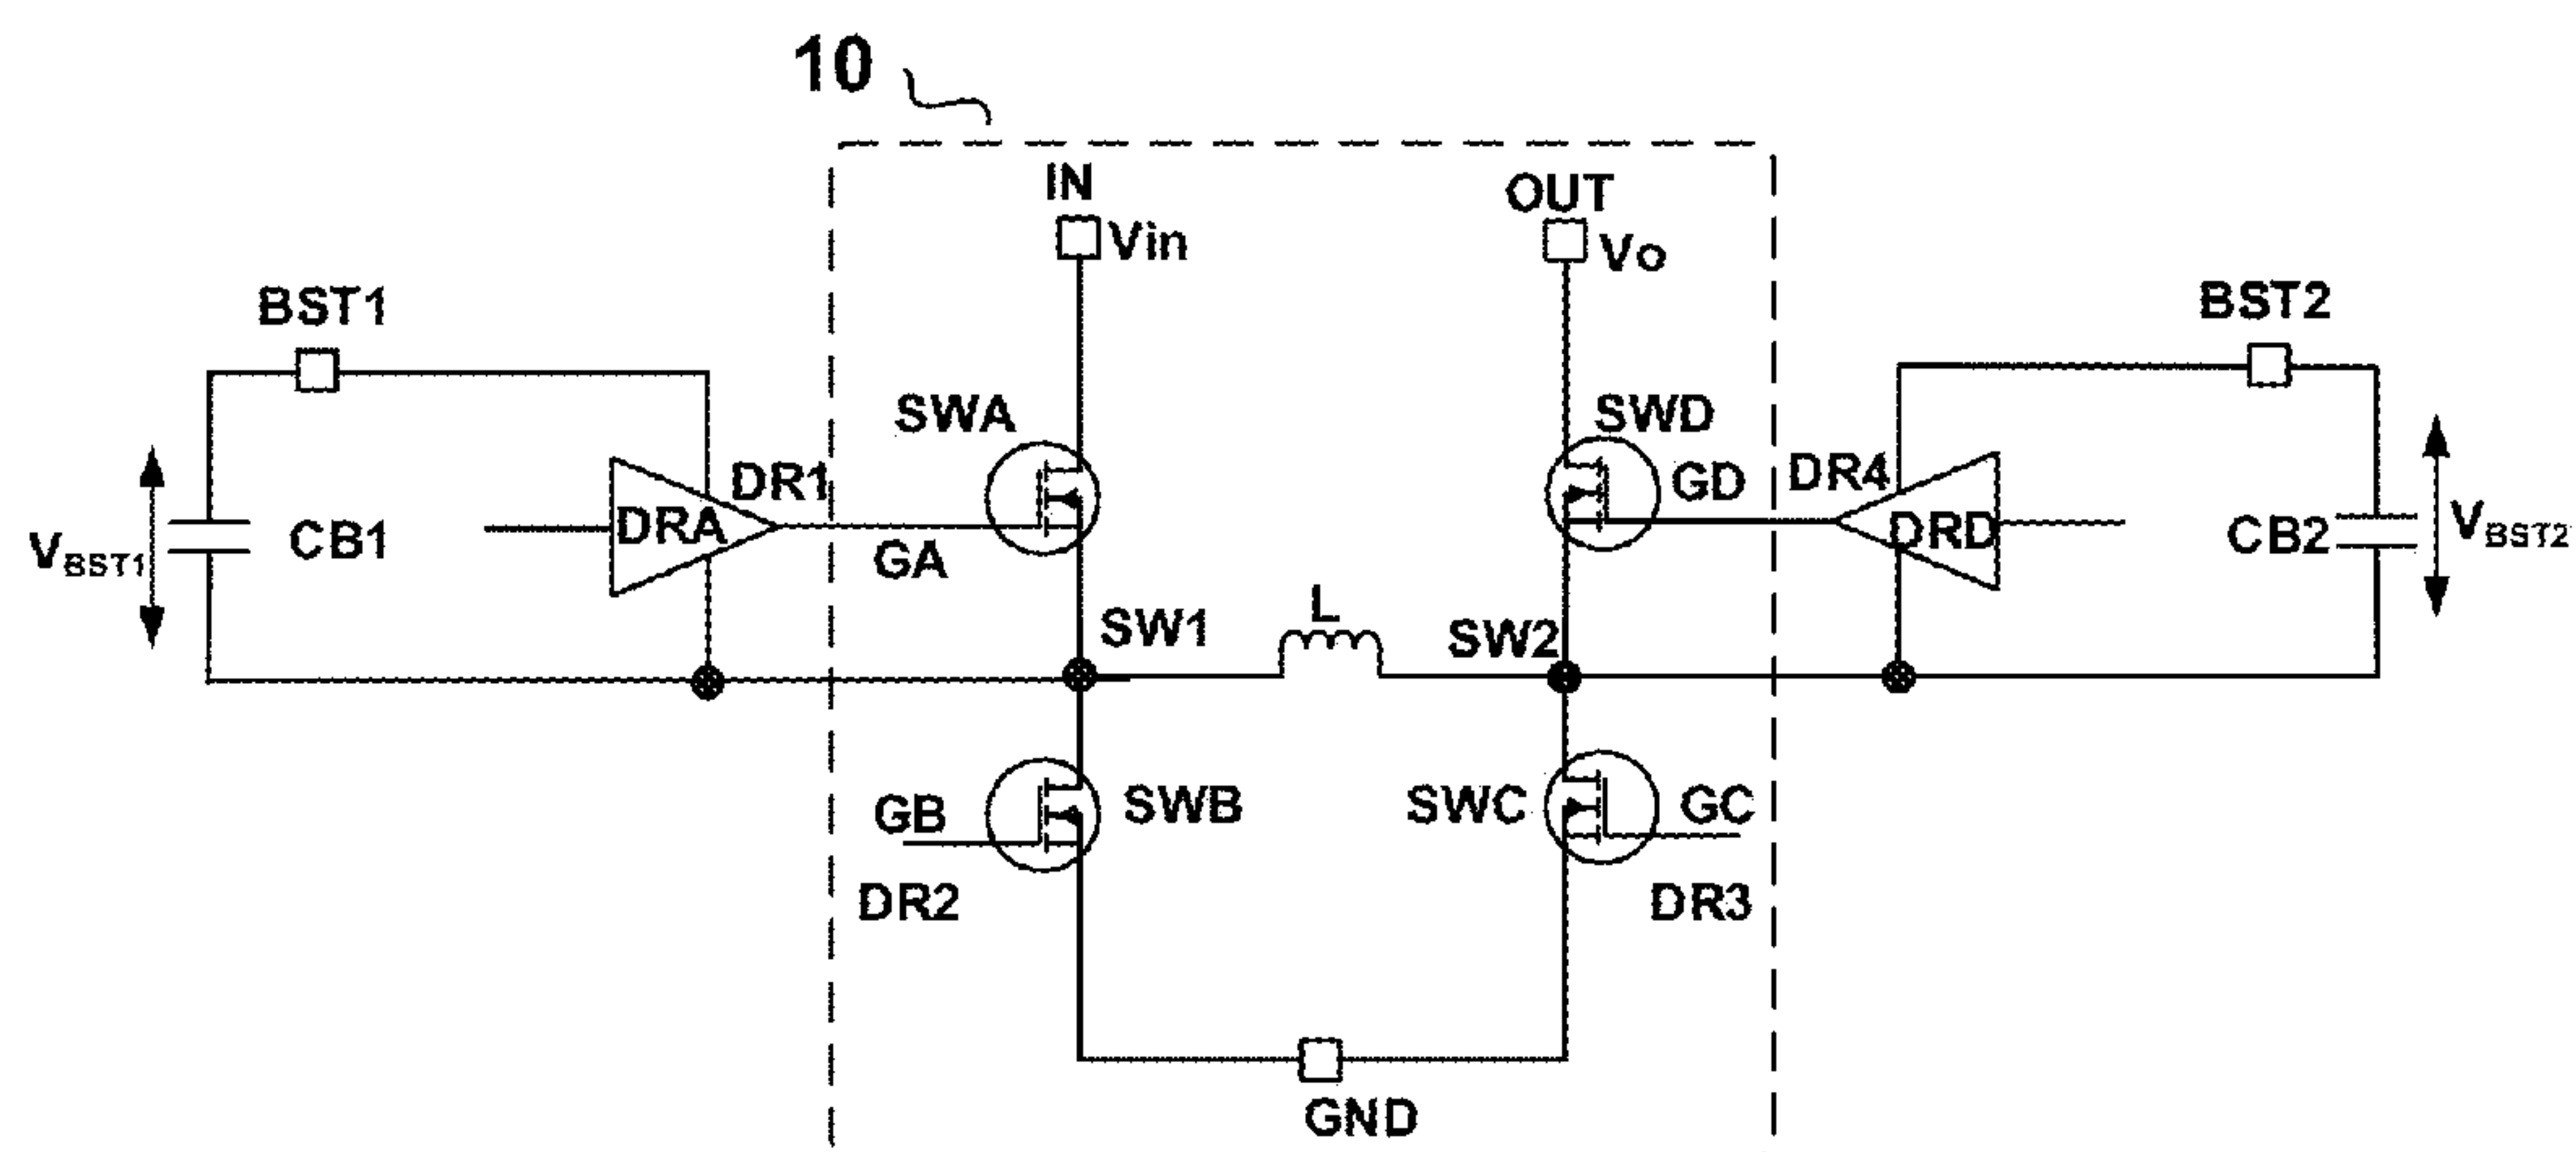 10
IN
Vin
OUT
Vo
BST1
BST2
SWA
SWD
DR1
GD
DR4
VBST1
CB1
DRA
GA
DRD
CB2
VBST2
SW1
L
SW2
GB
SWB
SWC
GC
DR2
DR3
GND